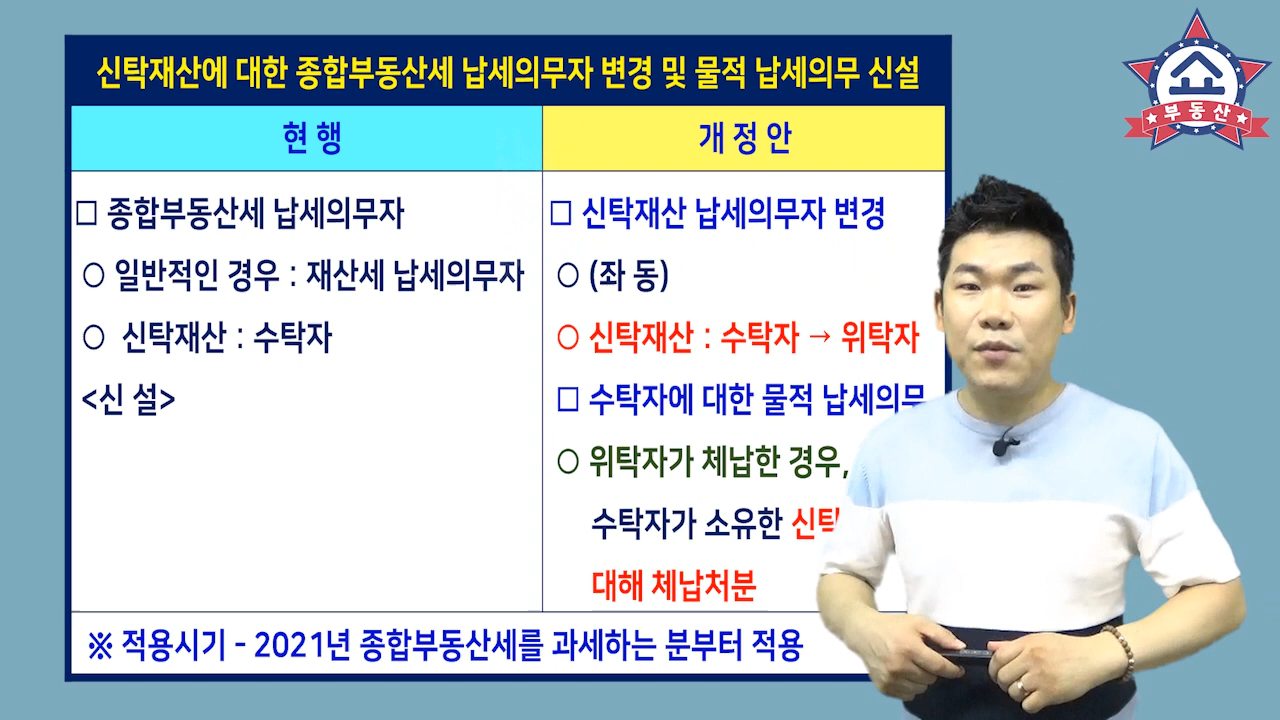 신탁재산에 대한 종합부동산세 납세의무자 변경 및 물적 납세의무 신설
현 행
개 정 안
□ 종합부동산세 납세의무자
○ 일반적인 경우 : 재산세 납세의무자
○ 신탁재산 : 수탁자
<신 설>
□ 신탁재산 납세의무자 변경
○ (좌 동)
○ 신탁재산 : 수탁자 → 위탁자
□ 수탁자에 대한 물적 납세의무
○ 위탁자가 체납한 경우,
수탁자가 소유한 신탁
대해 체납처분
※ 적용시기 - 2021년 종합부동산세를 과세하는 분부터 적용
부동산